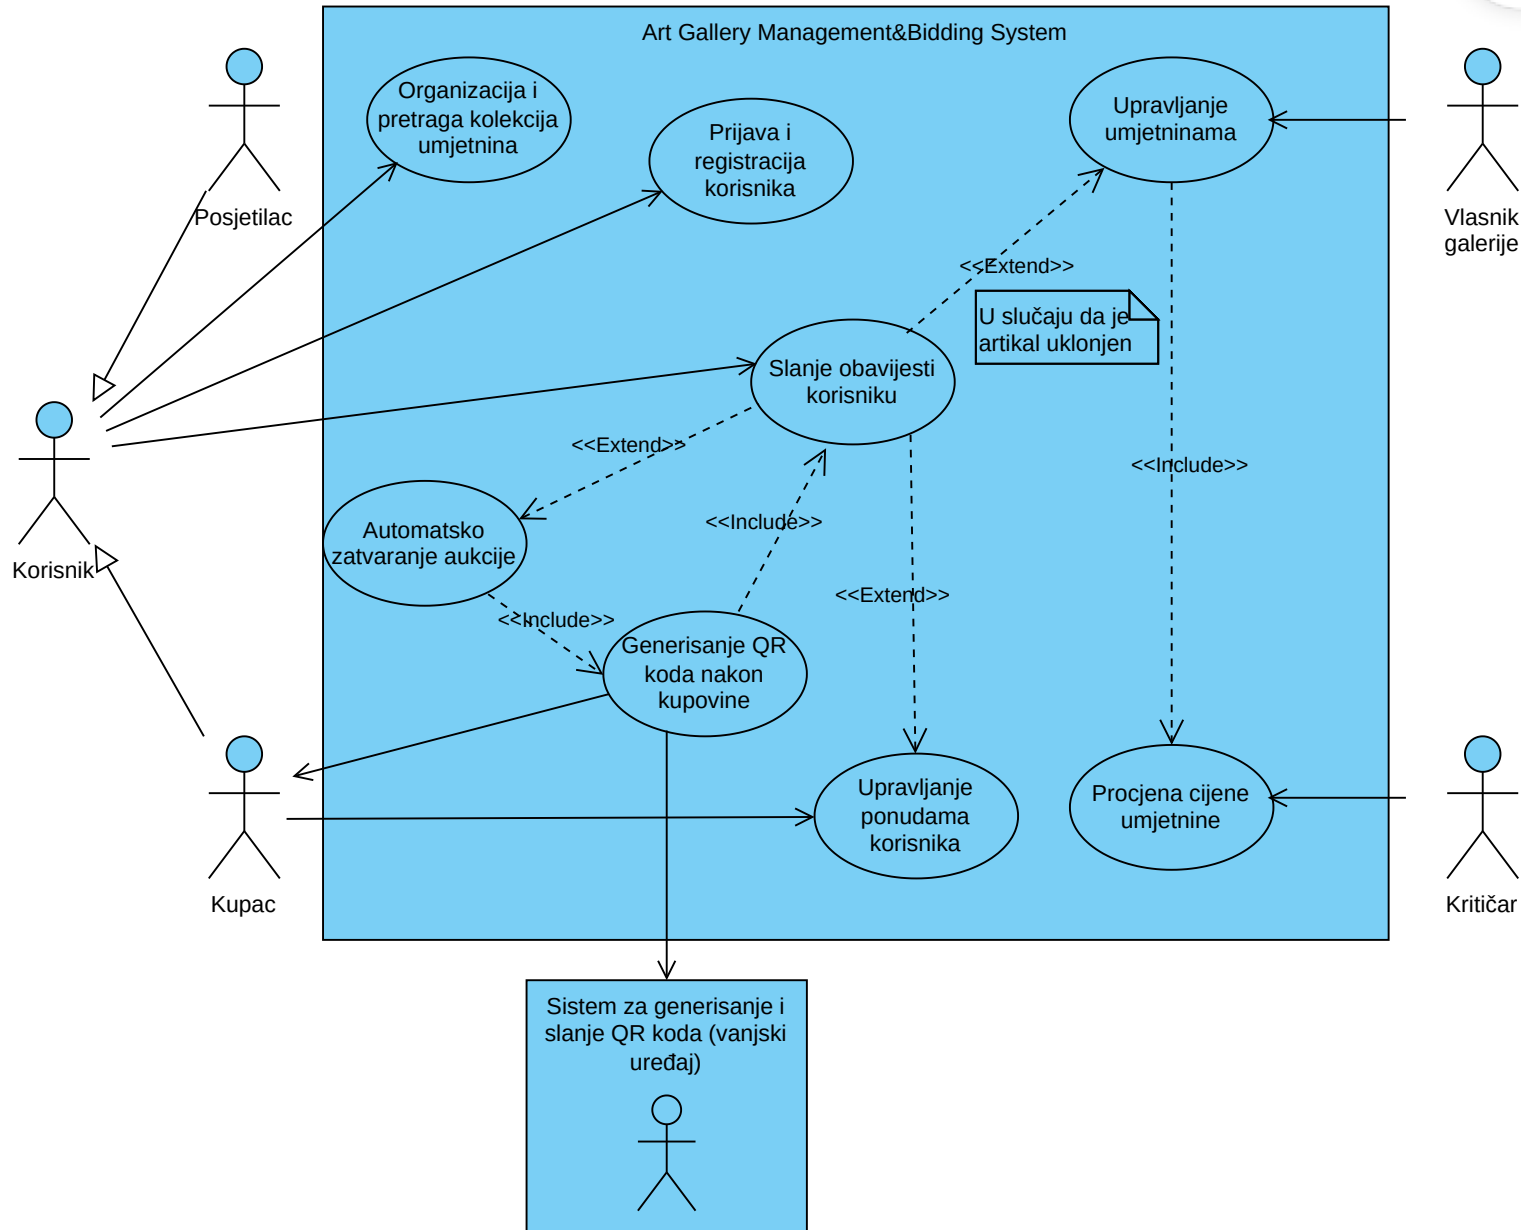 Art Gallery Management&Bidding System
Organizacija i
pretraga kolekcija
umjetnina
Prijava i
registracija
korisnika
Upravljanje
umjetninama
Posjetilac
Vlasnik
galerije
<<Extend>>
U slučaju da je
artikal uklonjen
Slanje obavijesti
korisniku
<<Extend>>
<<Include>>
<<Include>>
Automatsko
zatvaranje aukcije
Korisnik
<<Extend>>
<<Include>>
Generisanje QR
koda nakon
kupovine
Upravljanje
ponudama
korisnika
Procjena cijene
umjetnine
Kupac
Kritičar
Sistem za generisanje i
slanje QR koda (vanjski
uređaj)